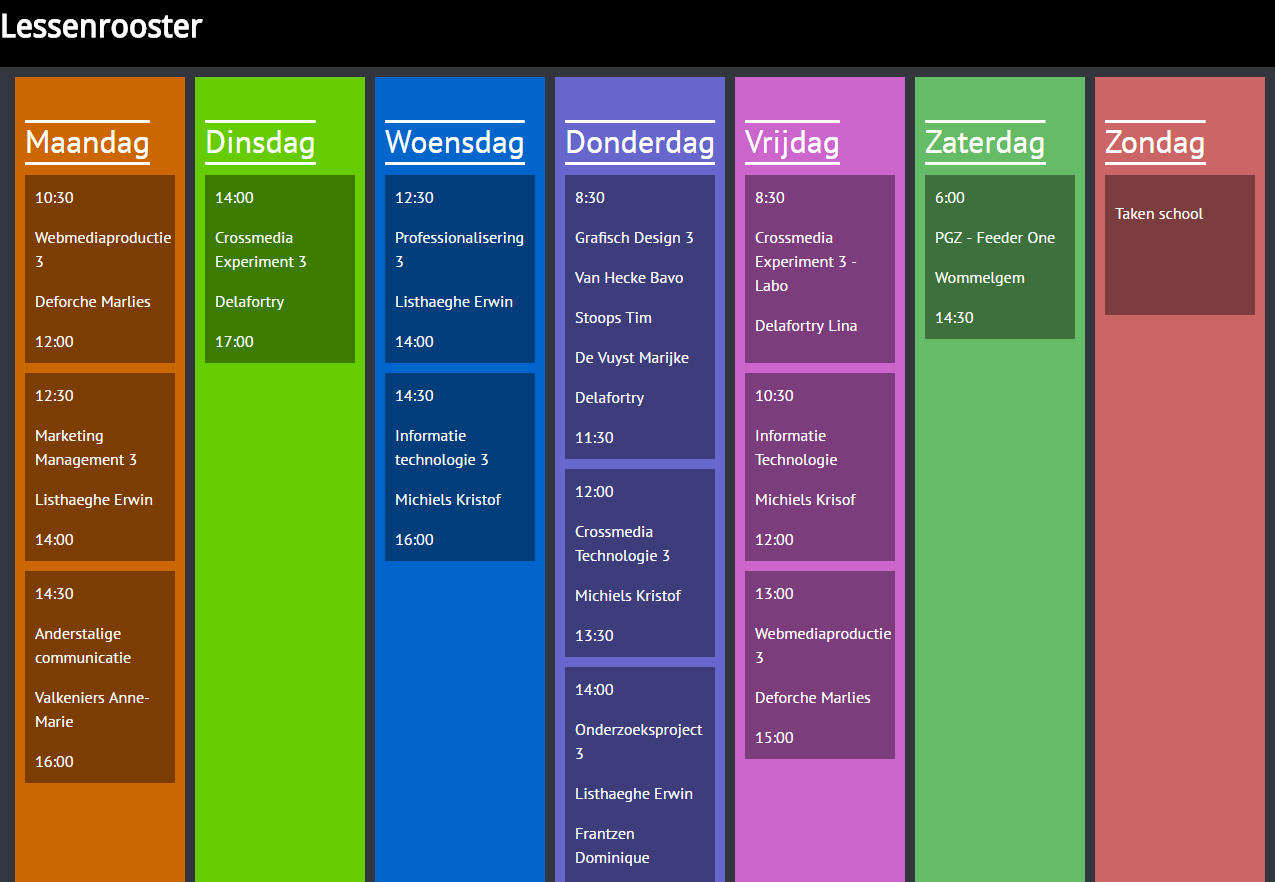 Lessenrooster
Maandag
10:30
Webmediaproductie
3
Deforche Marlies
12:00
12:30
Marketing
Management 3
Listhaeghe Erwin
14:00
14:30
Anderstalige
communicatie
Valkeniers Anne-
Marie
16:00
Dinsdag
14:00
Crossmedia
Experiment 3
Delafortry
17:00
Woensdag
12:30
Professionalisering
3
Listhaeghe Erwin
14:00
14:30
Informatie
technologie 3
Michiels Kristof
16:00
Donderdag
8:30
Grafisch Design 3
Van Hecke Bavo
Stoops Tim
De Vuyst Marijke
Delafortry
11:30
12:00
Crossmedia
Technologie 3
Michiels Kristof
13:30
14:00
Onderzoeksproject
3
Listhaeghe Erwin
Frantzen
Dominique
Vrijdag
8:30
Crossmedia
Experiment 3 -
Labo
Delafortry Lina
10:30
Informatie
Technologie
Michiels Krisof
12:00
13:00
Webmediaproductie
3
Deforche Marlies
15:00
Zaterdag
6:00
PGZ - Feeder One
Wommelgem
14:30
Zondag
Taken school